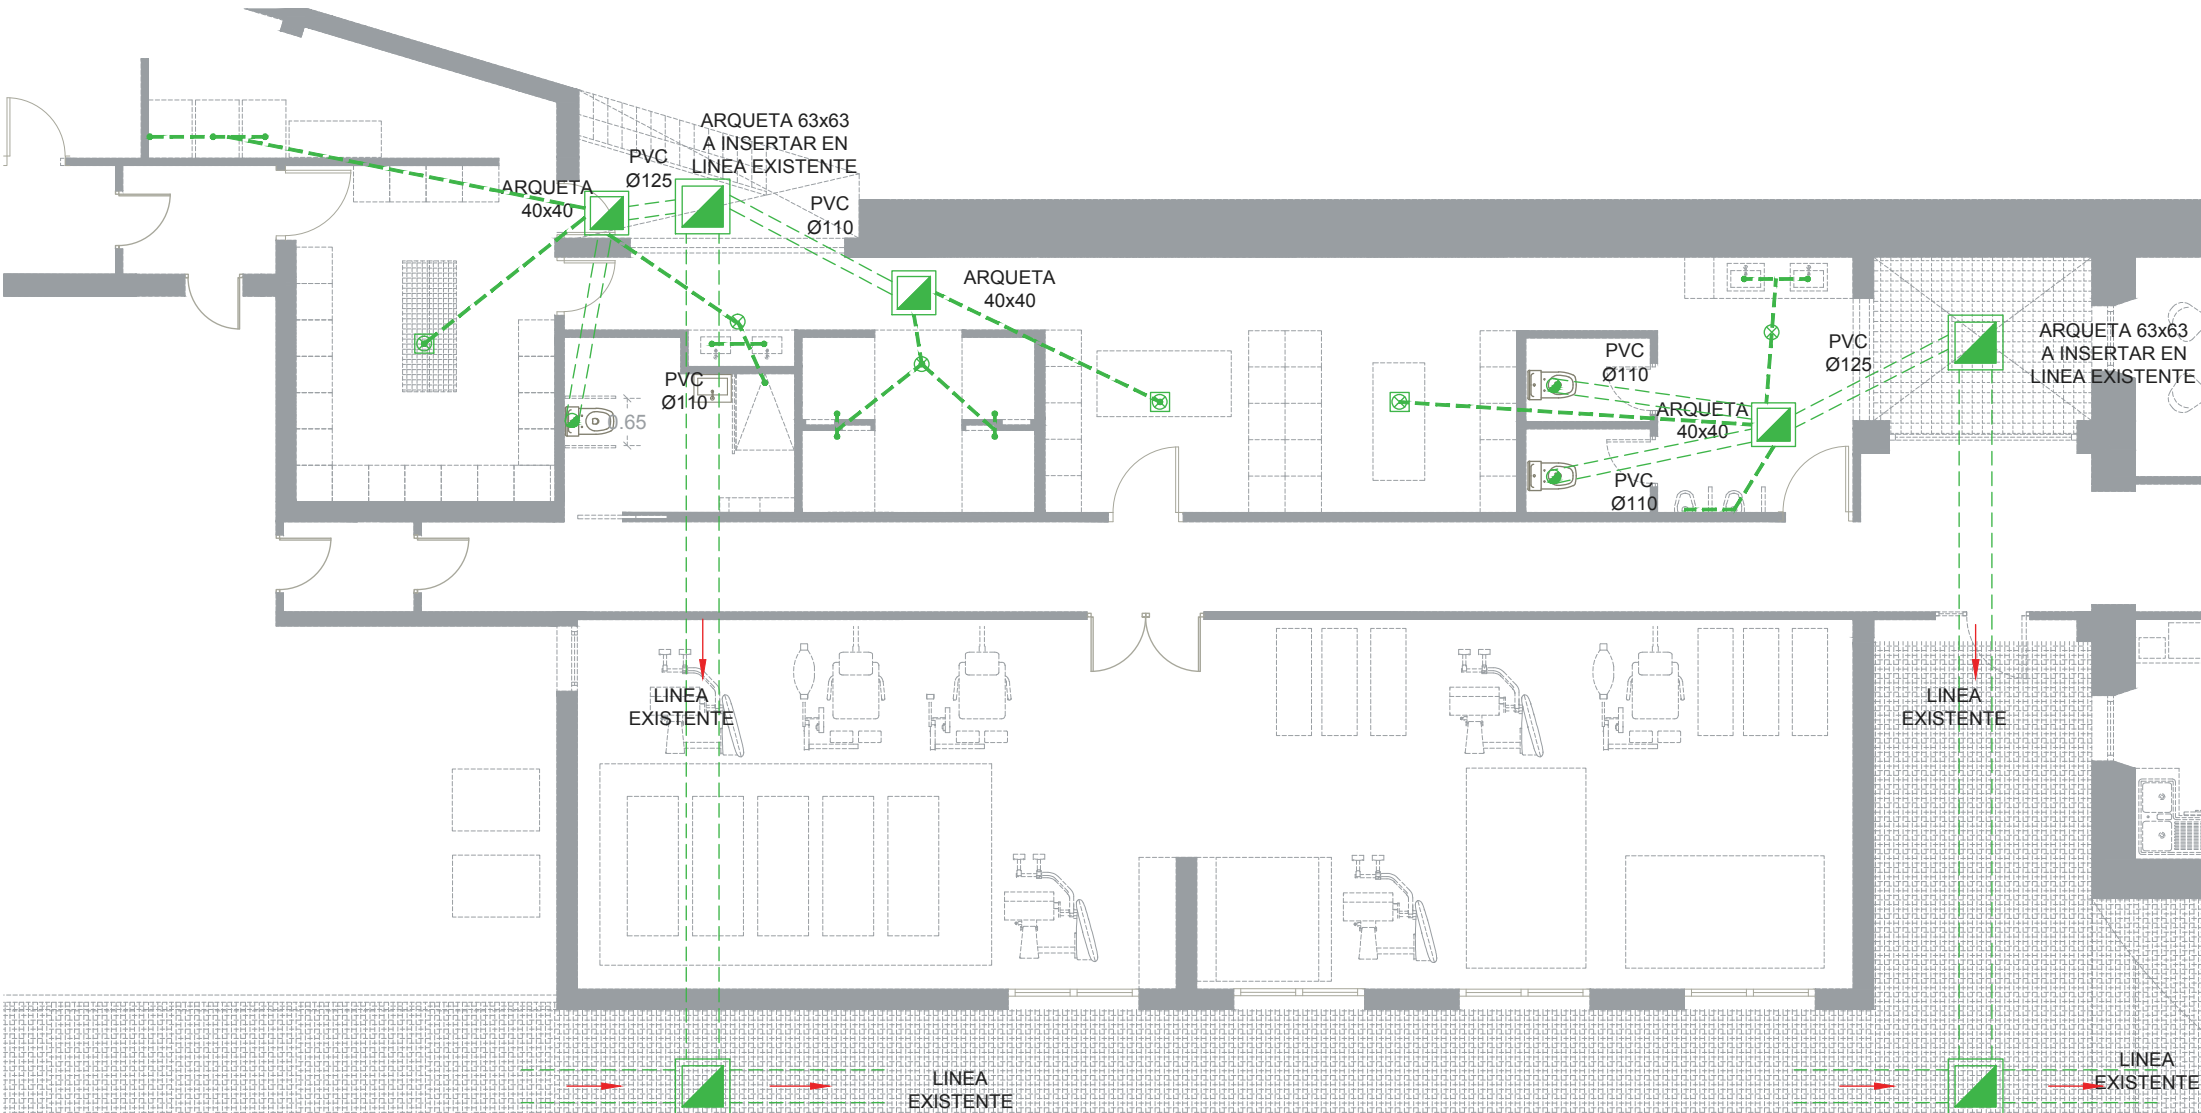 ARQUETA 63x63
A INSERTAR EN
LINEA EXISTENTE
PVC
Ø125
ARQUETA
40x40
PVC
Ø110
ARQUETA
40x40
PVC
Ø110
0.65
PVC
Ø110
PVC
Ø125
ARQUETA 63x63
A INSERTAR EN
LINEA EXISTENTE
ARQUETA
40x40
PVC
Ø110
LINEA
EXISTENTE
LINEA
EXISTENTE
LINEA
EXISTENTE
LINEA
EXISTENTE